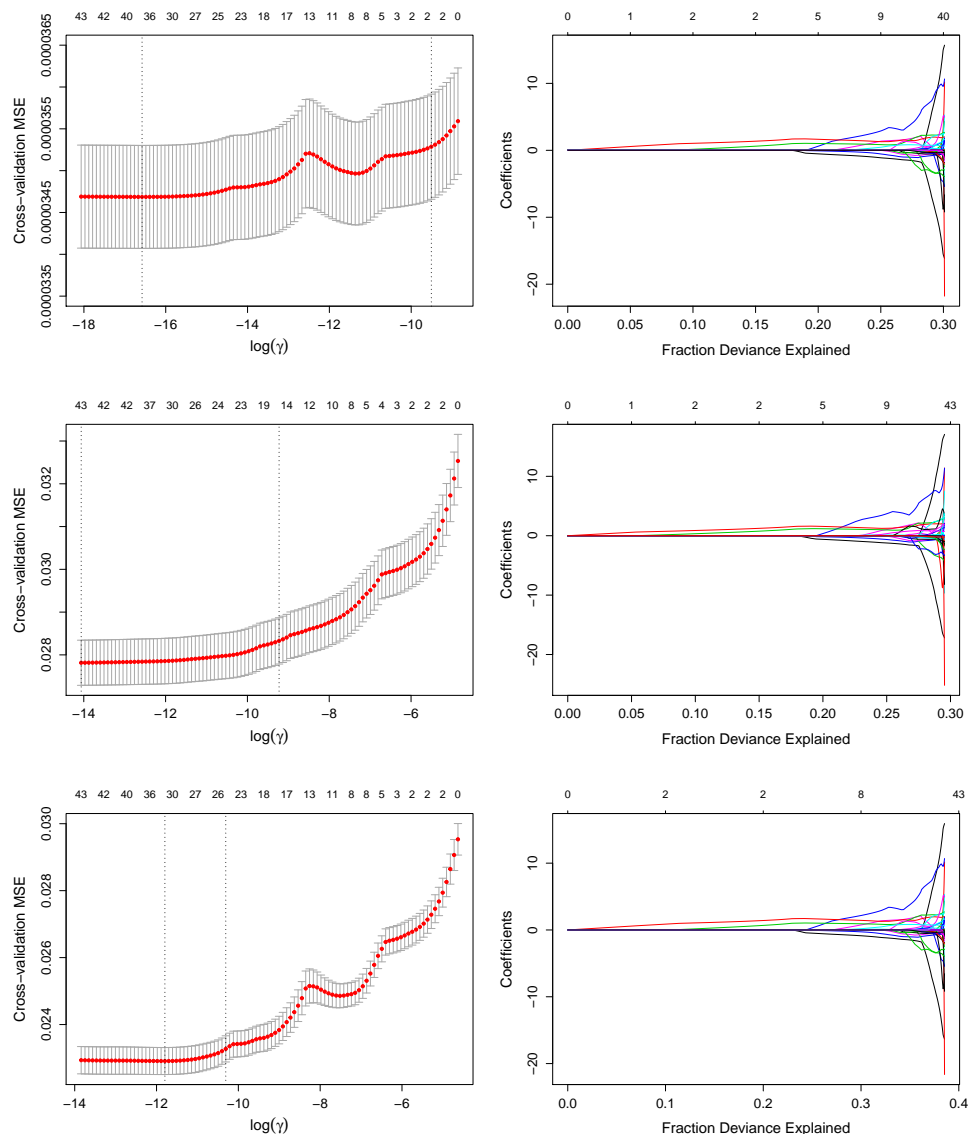 43 42 40 36 30 27 26 23 17 13 11 8 8 5 3 2 2 2 0
Cross−validation MSE
0.0000365
0.0000355
0.0000345
0.0000335
−18 −16 −14 −12 −10
log(γ)
0 1 2 4 5 9 40
Coefficients
10
0
−10
−20
0.00 0.05 0.10 0.15 0.20 0.25 0.30
Fraction Deviance Explained
43 42 42 37 30 26 24 23 19 14 12 10 8 5 4 2 2 2 0
Cross−validation MSE
0.032
0.030
0.028
−14 −12 −10 −8 −6
log(γ)
0 1 2 2 5 9 43
Coefficients
10
0
−10
−20
0.00 0.05 0.10 0.15 0.20 0.25 0.30
Fraction Deviance Explained
43 43 42 40 36 30 27 26 23 18 17 13 11 9 8 5 3 2 2 2 0
Cross−validation MSE
0.030
0.028
0.026
0.024
−14 −12 −10 −8 −6
log(γ)
0 2 2 8 43
Coefficients
10
0
−10
−20
0.0 0.1 0.2 0.3 0.4
Fraction Deviance Explained